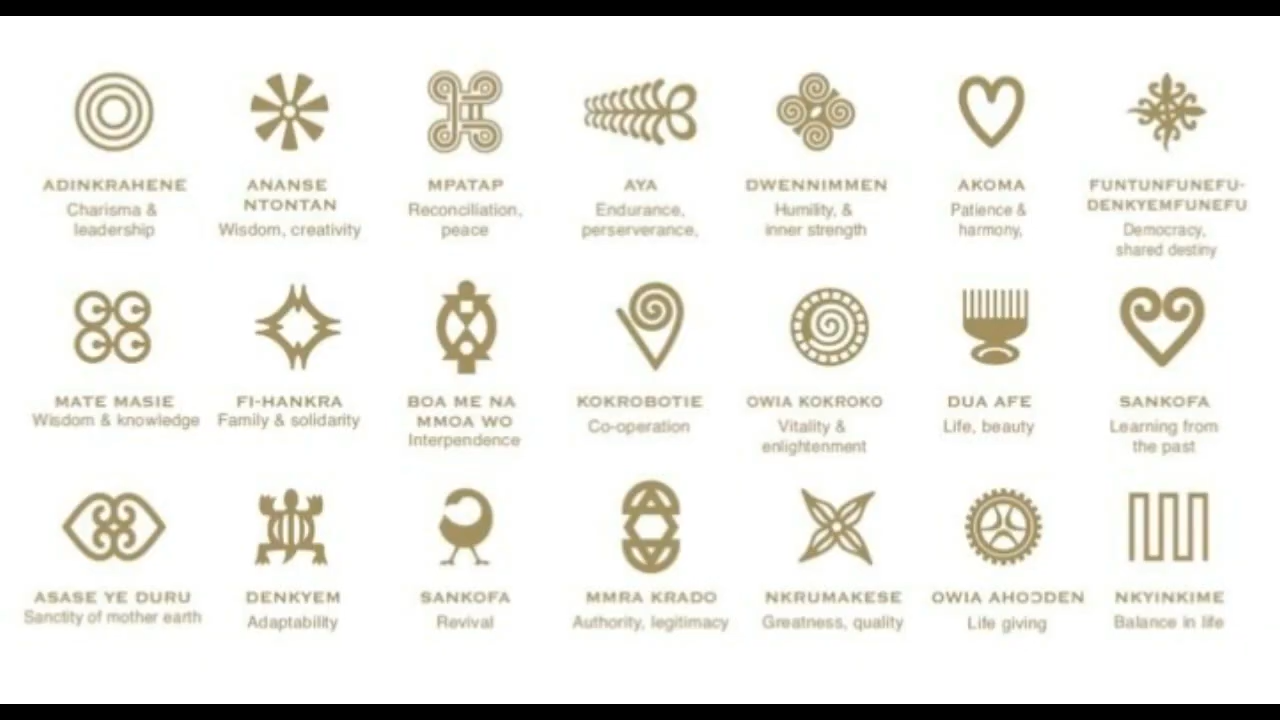 ADINKRAHENE
Charisma &
leadership
ANANSE
NTONTAN
Wisdom, creativity
MPATAP
Reconciliation,
peace
AYA
Endurance,
perserverance,
DWENNIMMEN
Humility, &
inner strength
AKOMA
Patience &
harmony,
FUNTUNFUNEFU-
DENKYEMFUNEFU
Democracy,
shared destiny
MATE MASIE
Wisdom & knowledge
FI-HANKRA
Family & solidarity
BOA ME NA
MMOA WO
Interpendence
KOKROBOTIE
Co-operation
OWIA KOKROKO
Vitality &
enlightenment
DUA AFE
Life, beauty
SANKOFA
Learning from
the past
ASASE YE DURU
Sanctity of mother earth
DENKYEM
Adaptability
SANKOFA
Revival
MMRA KRADO
Authority, legitimacy
NKRUMAKESE
Greatness, quality
OWIA AHOƆDEN
Life giving
NKYINKIME
Balance in life